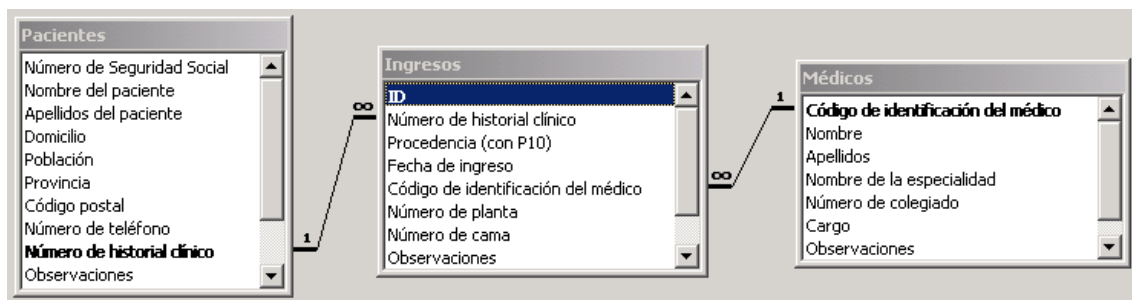 Pacientes
Número de Seguridad Social
Nombre del paciente
Apellidos del paciente
Domicilio
Población
Provincia
Código postal
Número de teléfono
Número de historial clínico
Observaciones
1
∞
Ingresos
ID
Número de historial clínico
Procedencia (con P10)
Fecha de ingreso
Código de identificación del médico
Número de planta
Número de cama
Observaciones
∞
1
Médicos
Código de identificación del médico
Nombre
Apellidos
Nombre de la especialidad
Número de colegiado
Cargo
Observaciones